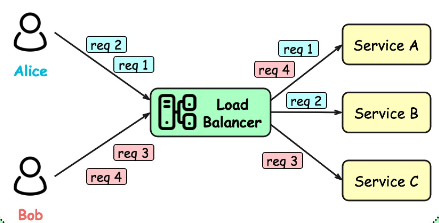 req 2
req 1
Alice
req 1
req 4
Service A
Load
Balancer
req 2
Service B
req 3
req 4
Bob
req 3
Service C